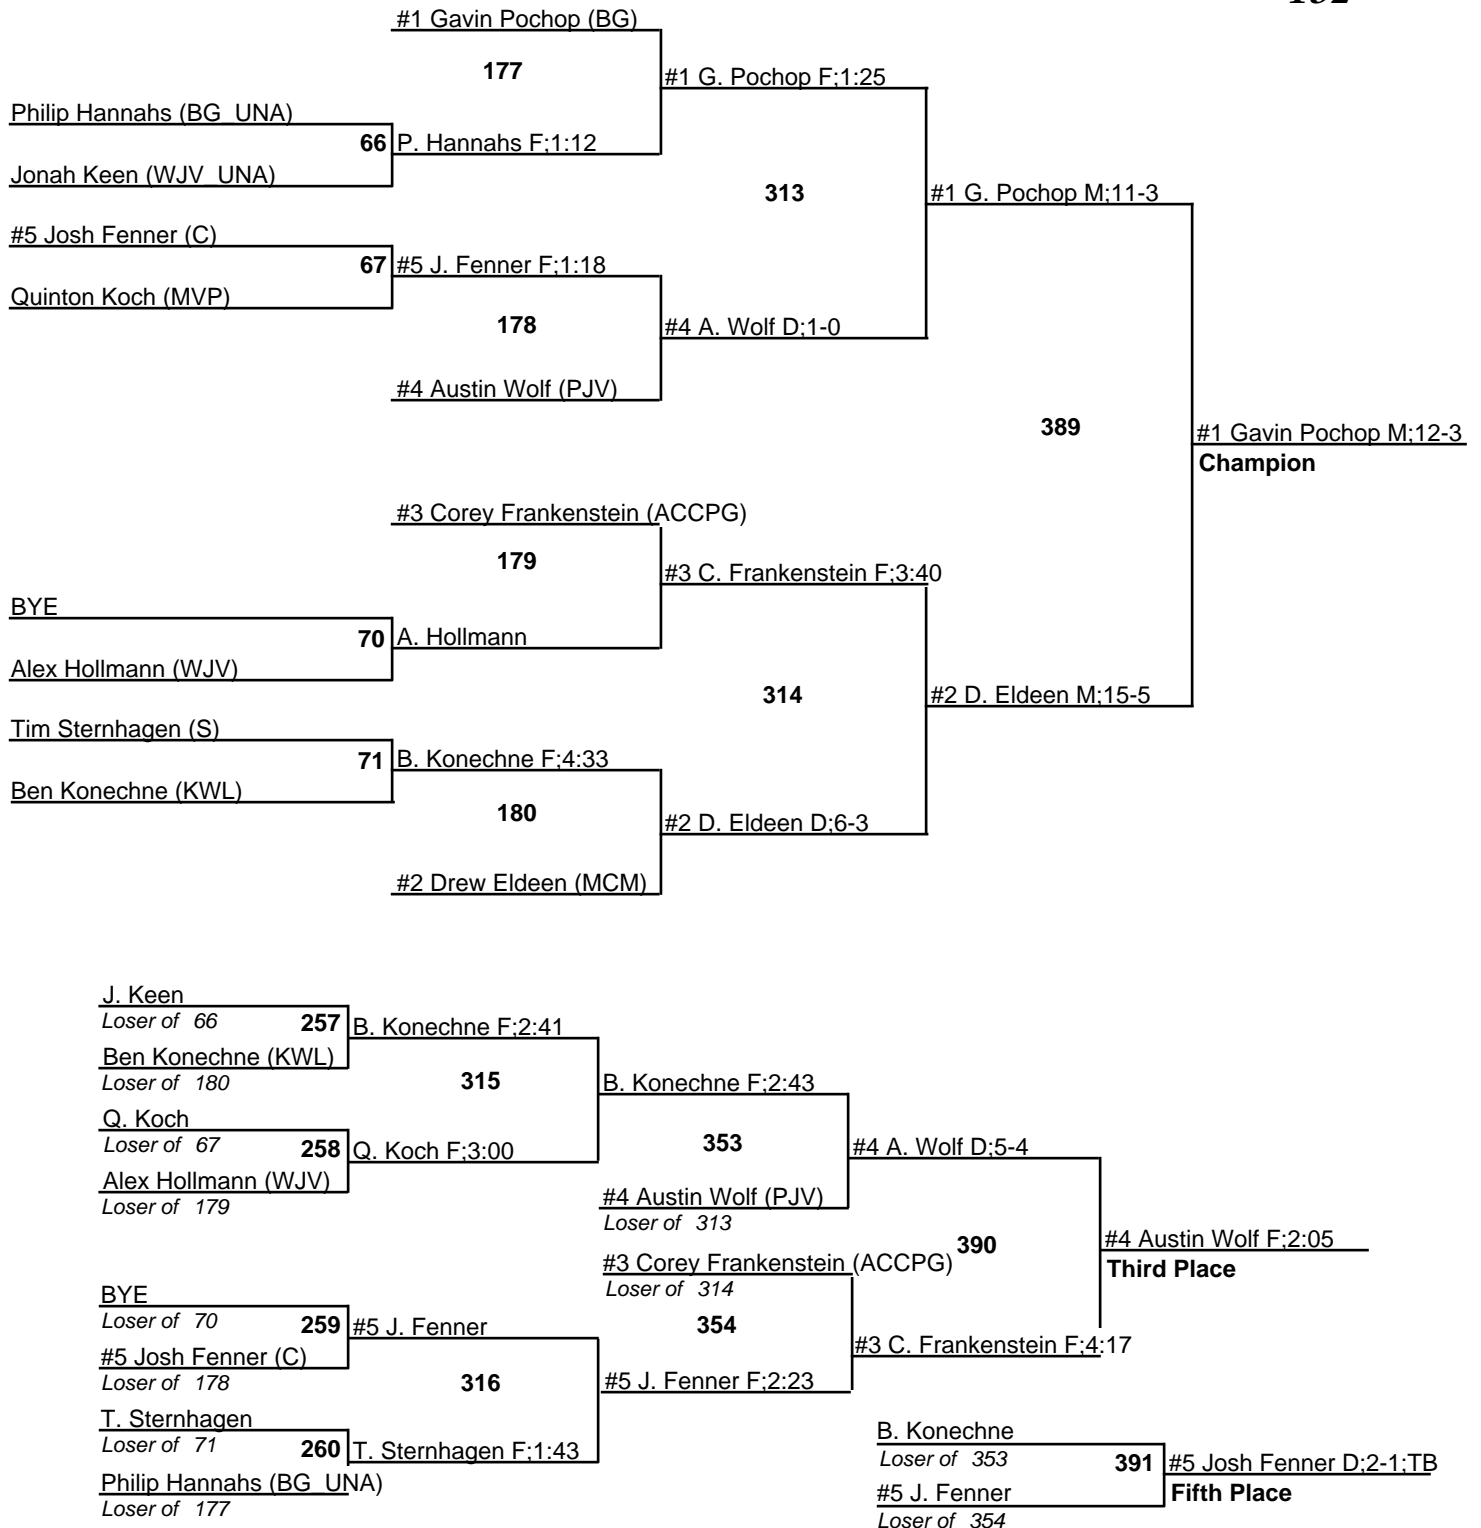 #1 Gavin Pochop (BG)
177
#1 G. Pochop F;1:25
Philip Hannahs (BG_UNA)
66 P. Hannahs F;1:12
Jonah Keen (WJV_UNA)
313
#1 G. Pochop M;11-3
#5 Josh Fenner (C)
67 #5 J. Fenner F;1:18
Quinton Koch (MVP)
178
#4 A. Wolf D;1-0
#4 Austin Wolf (PJV)
389
#1 Gavin Pochop M;12-3
Champion
#3 Corey Frankenstein (ACCPG)
179
#3 C. Frankenstein F;3:40
BYE
70 A. Hollmann
Alex Hollmann (WJV)
314
#2 D. Eldeen M;15-5
Tim Sternhagen (S)
71 B. Konechne F;4:33
Ben Konechne (KWL)
180
#2 D. Eldeen D;6-3
#2 Drew Eldeen (MCM)
J. Keen
Loser of 66
257 B. Konechne F;2:41
Ben Konechne (KWL)
Loser of 180
315
B. Konechne F;2:43
Q. Koch
Loser of 67
258 Q. Koch F;3:00
Alex Hollmann (WJV)
Loser of 179
353
#4 A. Wolf D;5-4
#4 Austin Wolf (PJV)
Loser of 313
390
#4 Austin Wolf F;2:05
Third Place
#3 Corey Frankenstein (ACCPG)
Loser of 314
BYE
Loser of 70
259 #5 J. Fenner
#5 Josh Fenner (C)
Loser of 178
354
#3 C. Frankenstein F;4:17
316
#5 J. Fenner F;2:23
T. Sternhagen
Loser of 71
260 T. Sternhagen F;1:43
Philip Hannahs (BG_UNA)
Loser of 177
B. Konechne
Loser of 353
391 #5 Josh Fenner D;2-1;TB
Fifth Place
#5 J. Fenner
Loser of 354